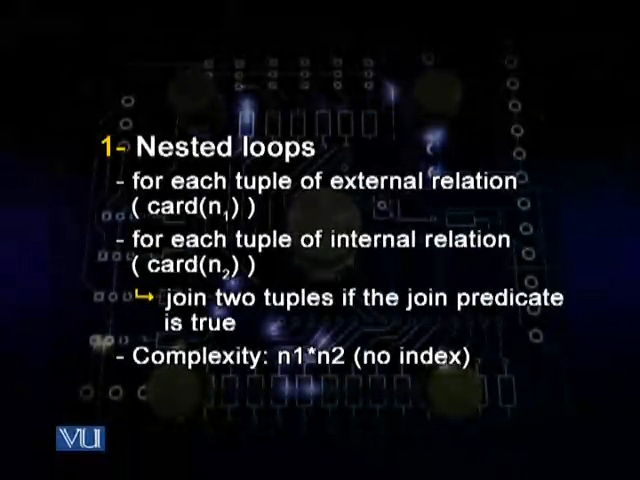 1- Nested loops
- for each tuple of external relation
( card(n1) )
- for each tuple of internal relation
( card(n2) )
↳ join two tuples if the join predicate
is true
- Complexity: n1*n2 (no index)
VU